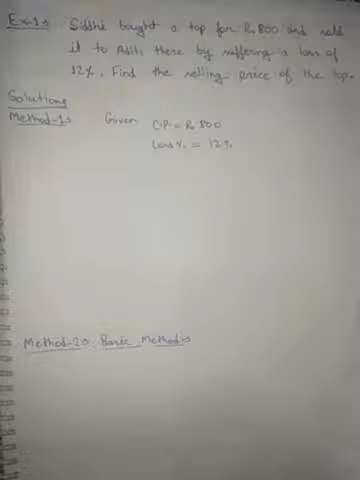 Ex-1:- Siddhi bought a top for Rs 800 and sold
it to Aditi there by suffering a loss of
12%. Find the selling price of the top.
Solution:
Method-1:- Given C.P. = Rs 800
Loss % = 12%
Method-2:- Basic Method:-